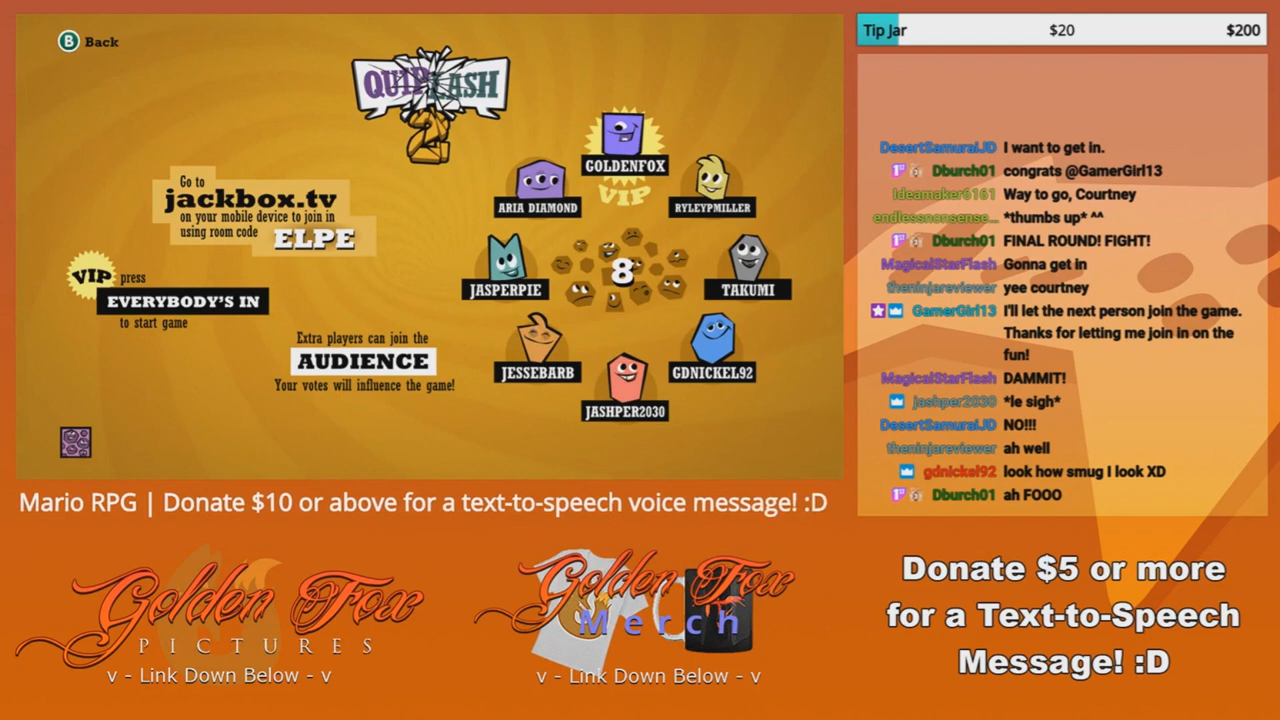 B Back
QUIPLASH
2
GOLDENFOX
VIP
ARIA DIAMOND
RYLEYPMILLER
JASPERPIE
8
TAKUMI
JESSEBARB
GDNICKEL92
JASHPER2030
Go to
jackbox.tv
on your mobile device to join in
using room code ELPE
VIP press
EVERYBODY'S IN
to start game
Extra players can join the
AUDIENCE
Your votes will influence the game!
Mario RPG | Donate $10 or above for a text-to-speech voice message! :D
Tip Jar $20 $200
DesertSamuraiJD I want to get in.
1st Dburch01 congrats @GamerGirl13
Ideamaker6161 Way to go, Courtney
endlessnonsense... *thumbs up* ^^
1st Dburch01 FINAL ROUND! FIGHT!
MagicalStarFlash Gonna get in
theninjareviewer yee courtney
GamerGirl13 I'll let the next person join the game.
Thanks for letting me join in on the
fun!
MagicalStarFlash DAMMIT!
jashper2030 *le sigh*
DesertSamuraiJD NO!!!
theninjareviewer ah well
gdnickel92 look how smug I look XD
1st Dburch01 ah FOOO
Golden Fox
PICTURES
v - Link Down Below - v
Golden Fox
Merch
v - Link Down Below - v
Donate $5 or more
for a Text-to-Speech
Message! :D